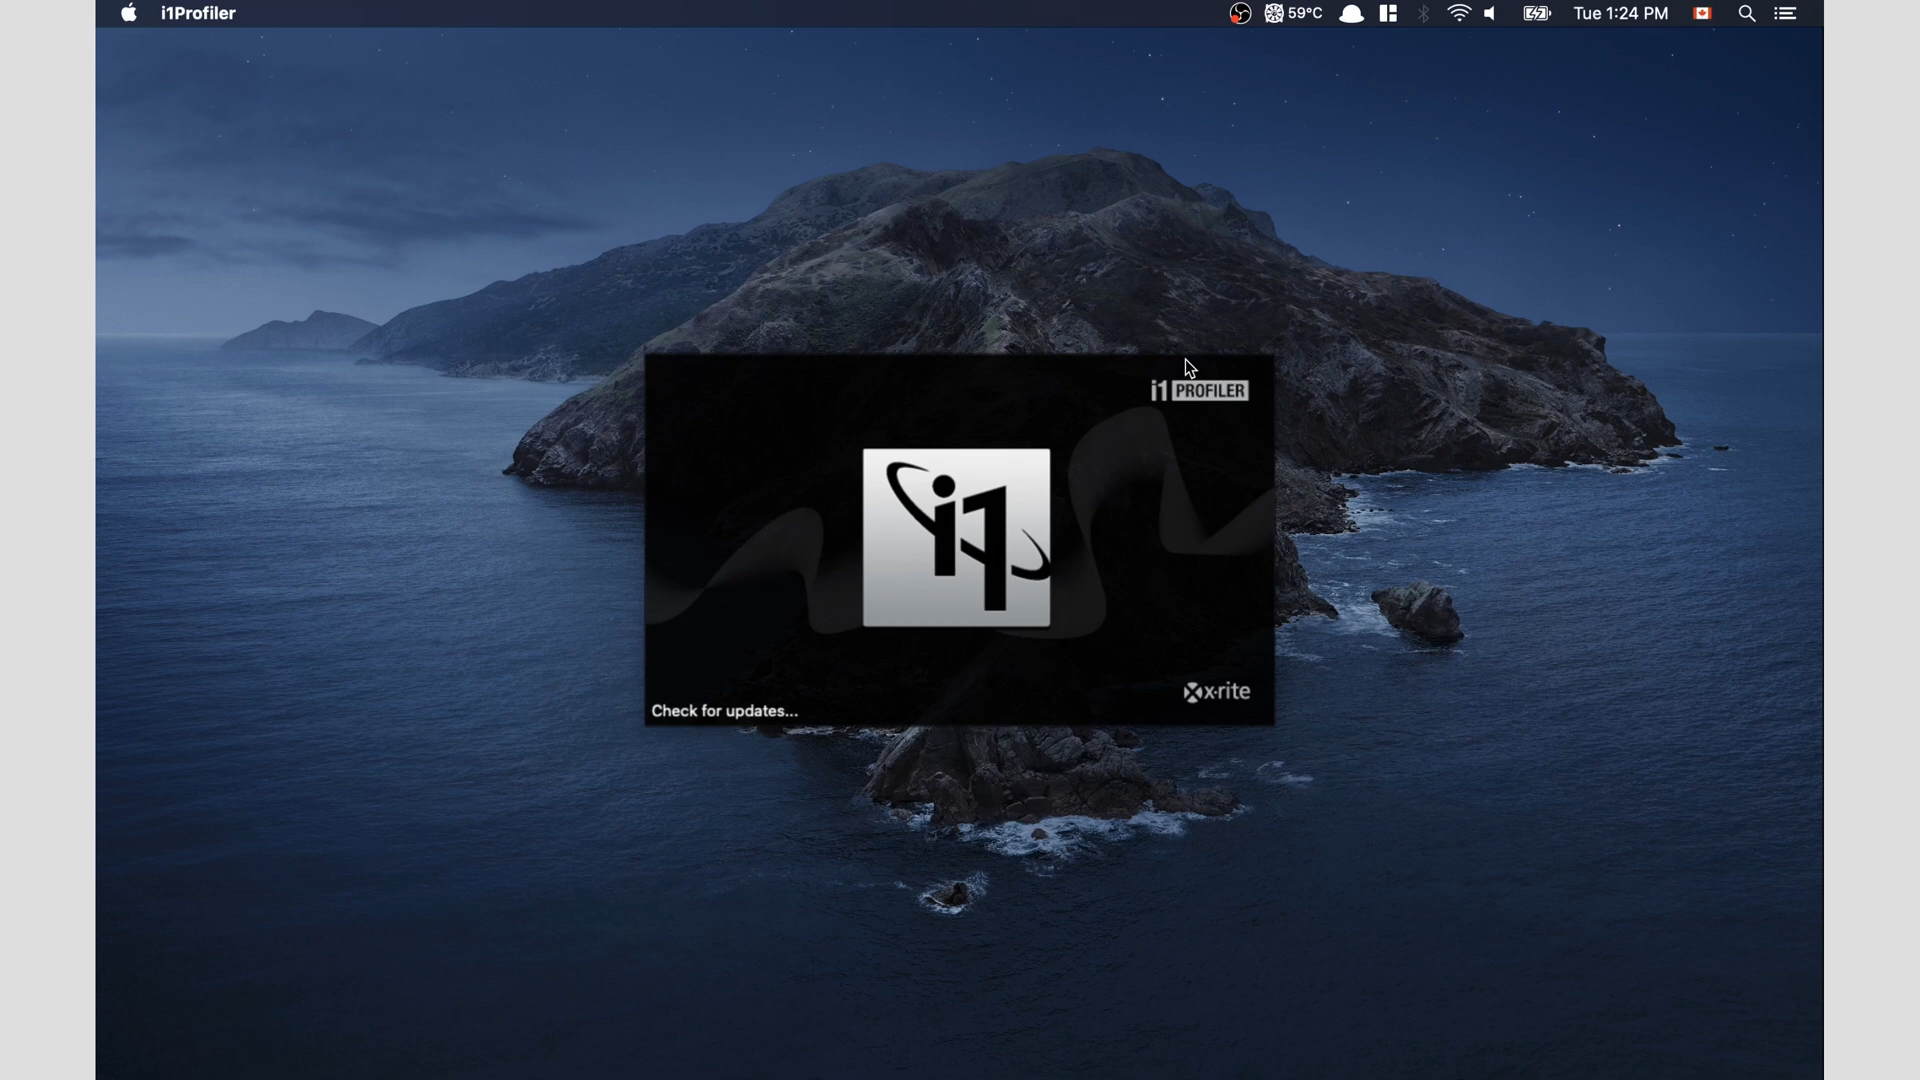 i1Profiler
59°C
Tue 1:24 PM
i1 PROFILER
i1
x·rite
Check for updates...